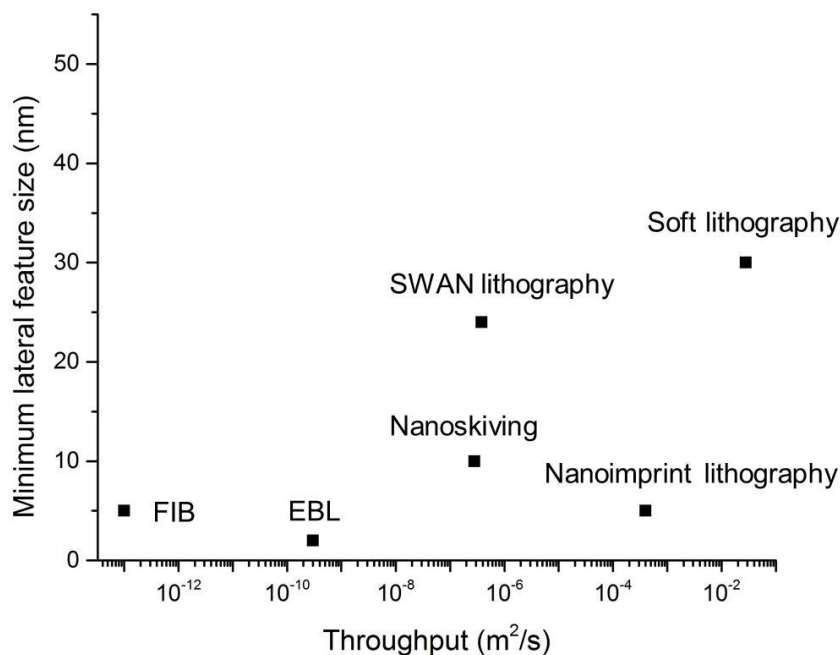 Minimum lateral feature size (nm)
50
40
30
20
10
0
Soft lithography
SWAN lithography
Nanoskiving
Nanoimprint lithography
FIB
EBL
10⁻¹²
10⁻¹⁰
10⁻⁸
10⁻⁶
10⁻⁴
10⁻²
Throughput (m²/s)